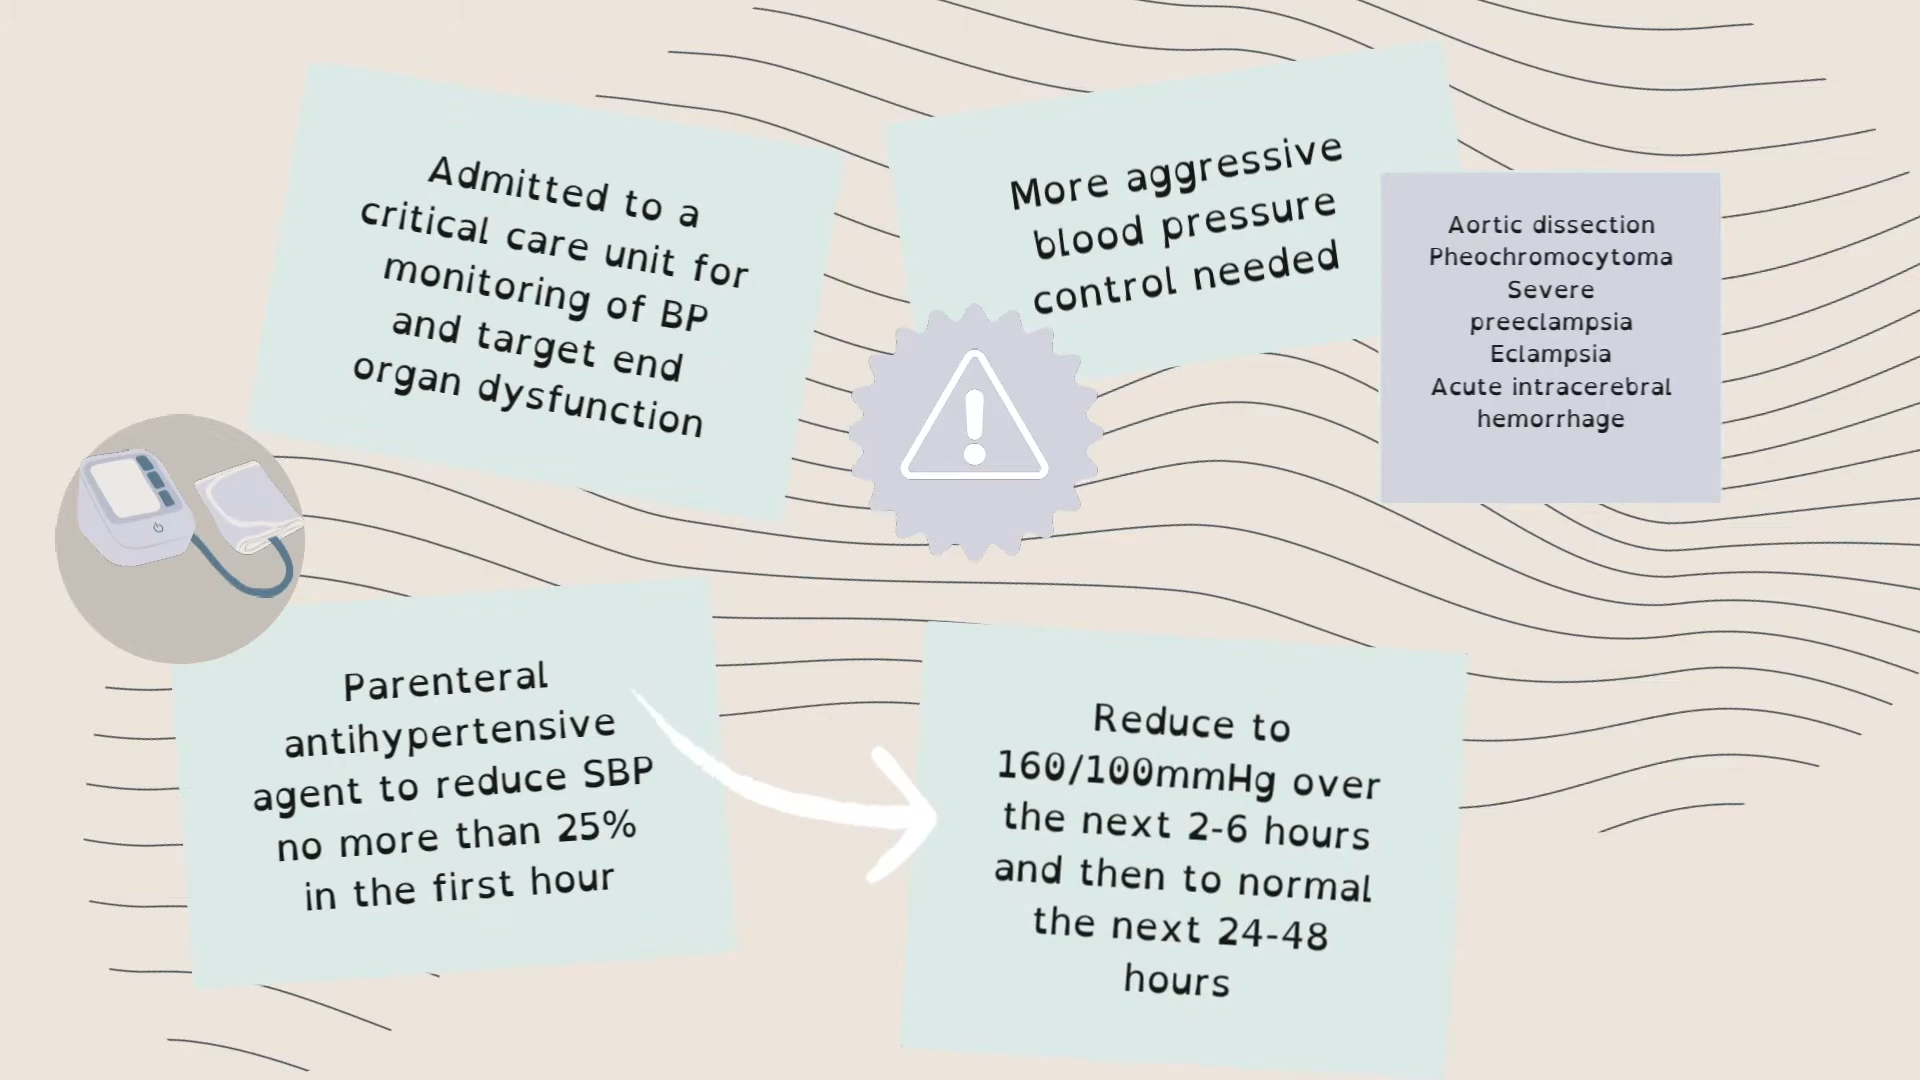 Admitted to a
critical care unit for
monitoring of BP
and target end
organ dysfunction
More aggressive
blood pressure
control needed
Aortic dissection
Pheochromocytoma
Severe
preeclampsia
Eclampsia
Acute intracerebral
hemorrhage
Parenteral
antihypertensive
agent to reduce SBP
no more than 25%
in the first hour
Reduce to
160/100mmHg over
the next 2-6 hours
and then to normal
the next 24-48
hours